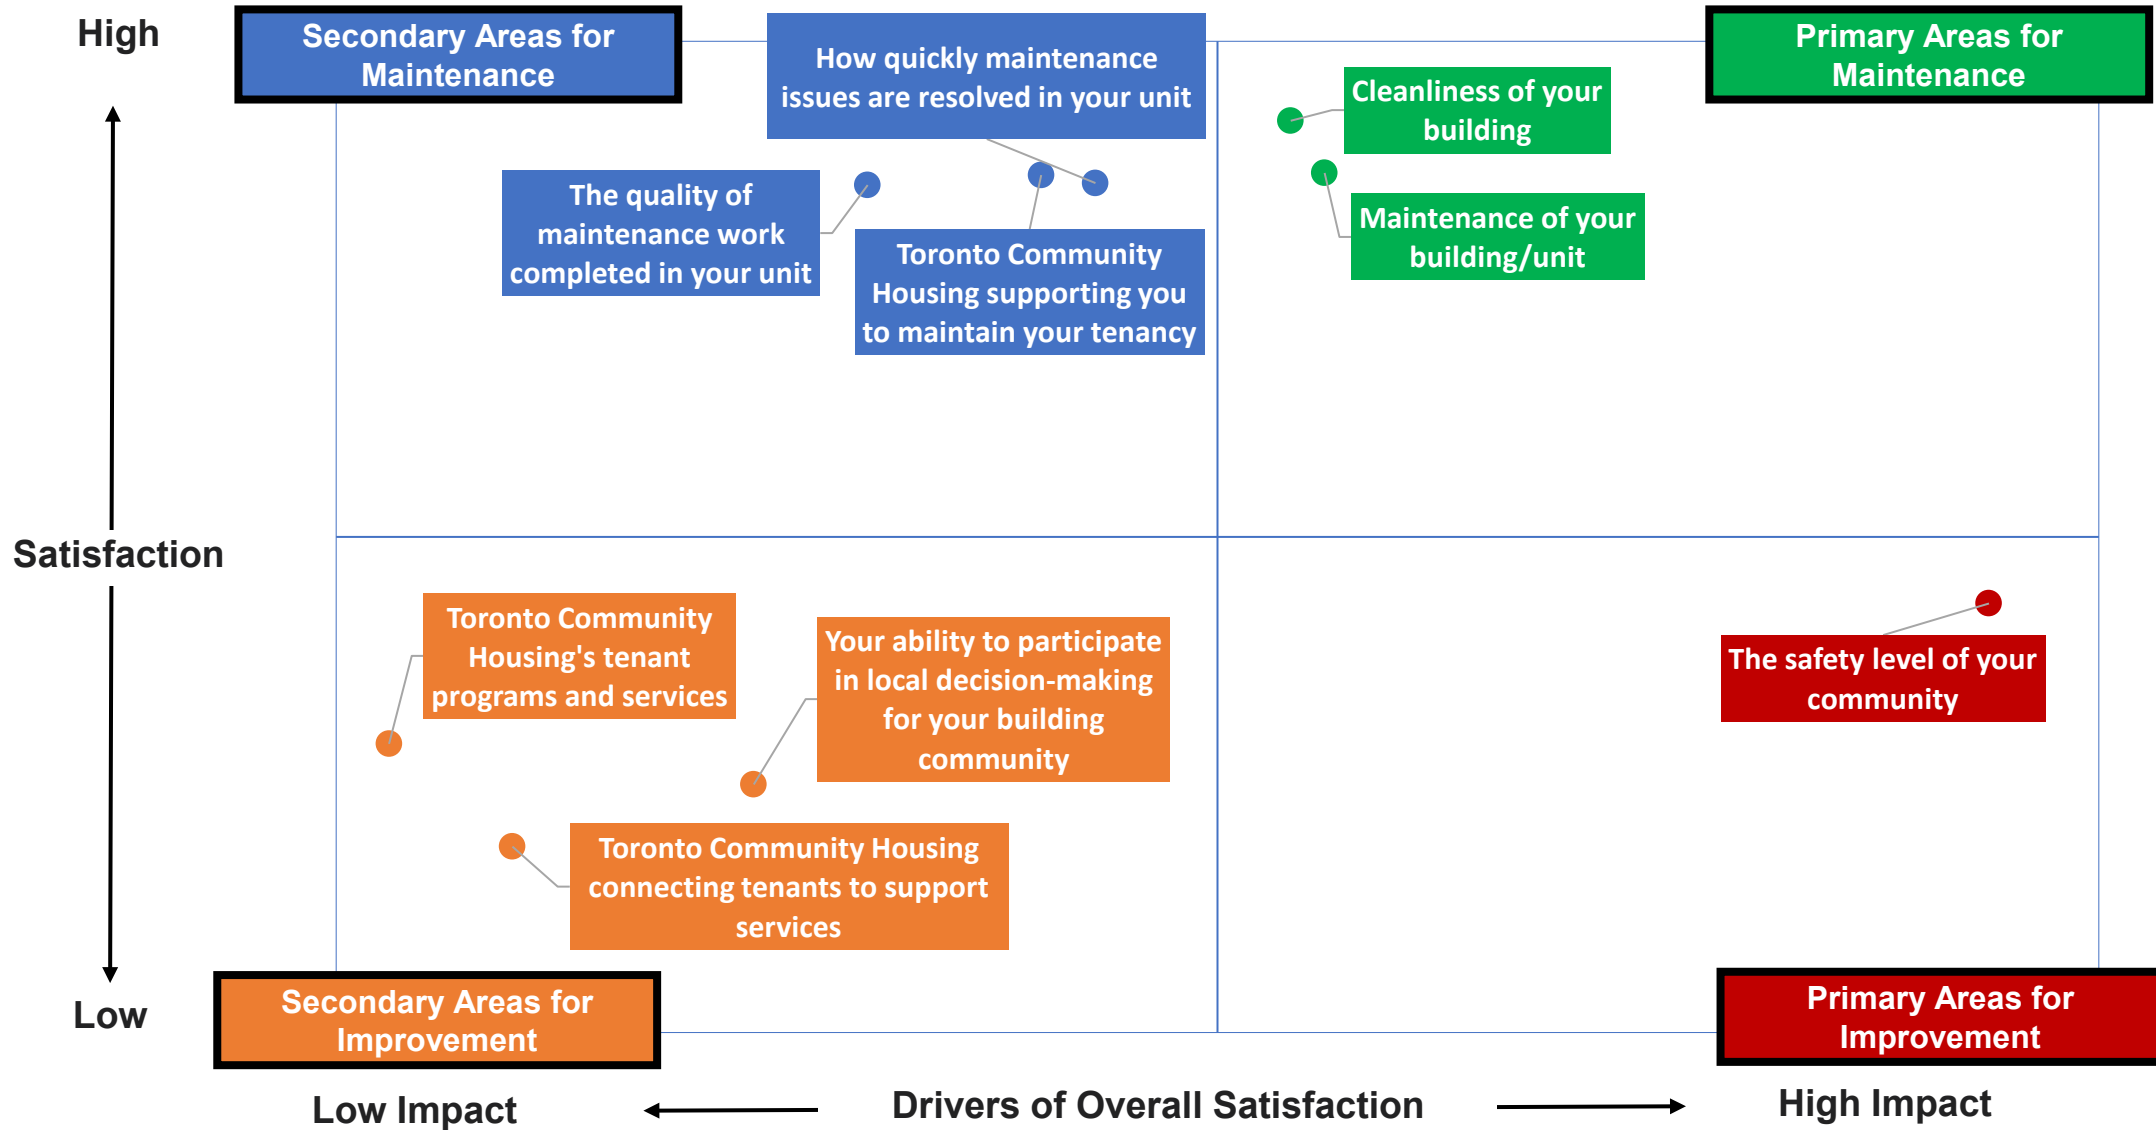 High
Secondary Areas for
Maintenance
How quickly maintenance
issues are resolved in your unit
Primary Areas for
Maintenance
Cleanliness of your
building
The quality of
maintenance work
completed in your unit
Toronto Community
Housing supporting you
to maintain your tenancy
Maintenance of your
building/unit
Satisfaction
Toronto Community
Housing's tenant
programs and services
Your ability to participate
in local decision-making
for your building
community
The safety level of your
community
Toronto Community Housing
connecting tenants to support
services
Low
Secondary Areas for
Improvement
Primary Areas for
Improvement
Low Impact
Drivers of Overall Satisfaction
High Impact